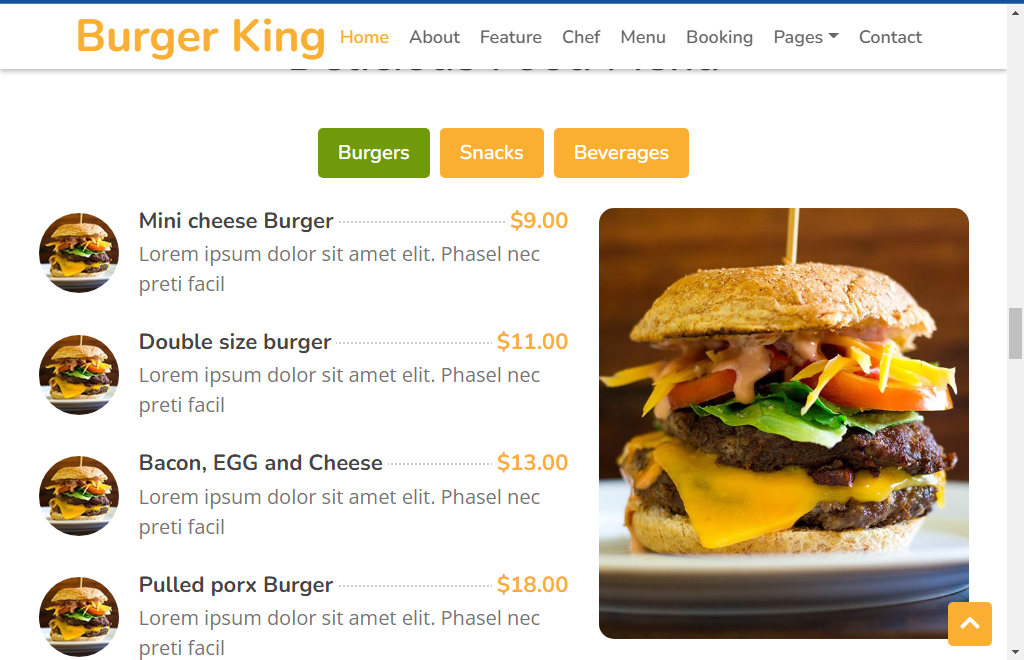 Burger King Home About Feature Chef Menu Booking Pages Contact
Delicious Food Menu
Burgers Snacks Beverages
Mini cheese Burger $9.00
Lorem ipsum dolor sit amet elit. Phasel nec
preti facil
Double size burger $11.00
Lorem ipsum dolor sit amet elit. Phasel nec
preti facil
Bacon, EGG and Cheese $13.00
Lorem ipsum dolor sit amet elit. Phasel nec
preti facil
Pulled porx Burger $18.00
Lorem ipsum dolor sit amet elit. Phasel nec
preti facil